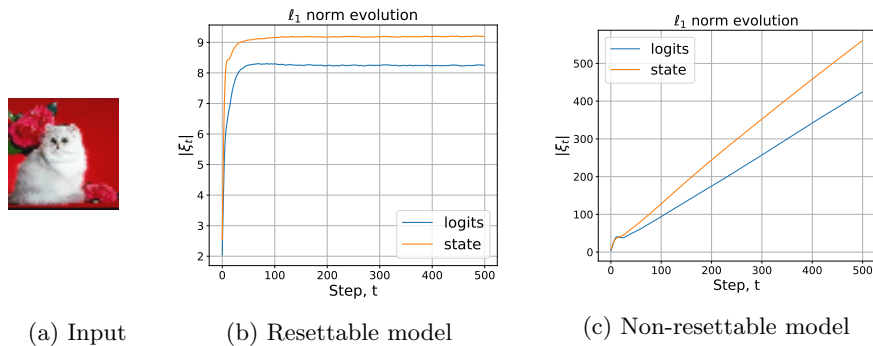 ℓ₁ norm evolution
|ξₜ|
9
8
7
6
5
4
3
2
0 100 200 300 400 500
Step, t
logits
state
ℓ₁ norm evolution
|ξₜ|
500
400
300
200
100
0
0 100 200 300 400 500
Step, t
logits
state
(a) Input
(b) Resettable model
(c) Non-resettable model